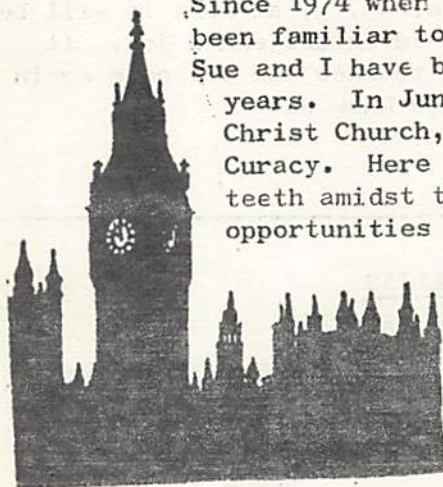 Since 1974 when
been familiar to
Sue and I have b
years. In Jun
Christ Church,
Curacy. Here
teeth amidst t
opportunities